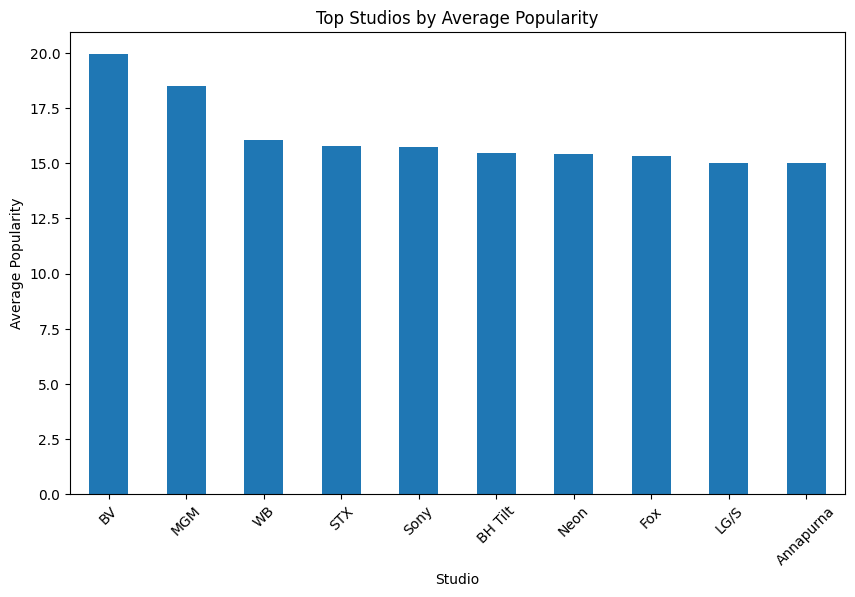 Top Studios by Average Popularity
20.0
17.5
15.0
12.5
10.0
7.5
5.0
2.5
0.0
Average Popularity
BV
MGM
WB
STX
Sony
BH Tilt
Neon
Fox
LG/S
Annapurna
Studio